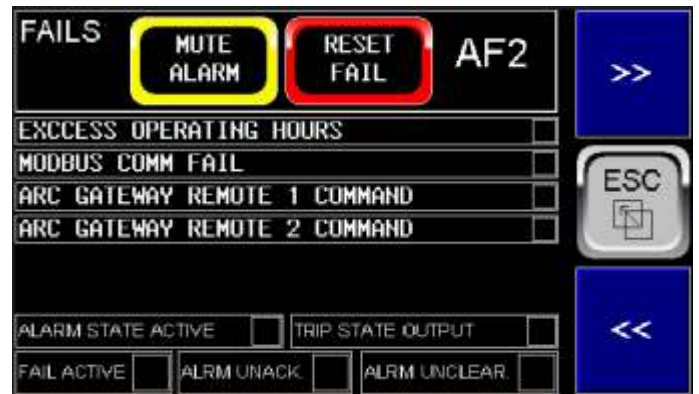 FAILS
MUTE
ALARM
RESET
FAIL
AF2
>>
EXCCESS OPERATING HOURS
MODBUS COMM FAIL
ARC GATEWAY REMOTE 1 COMMAND
ARC GATEWAY REMOTE 2 COMMAND
ESC
ALARM STATE ACTIVE
TRIP STATE OUTPUT
<<
FAIL ACTIVE
ALRM UNACK.
ALRM UNCLEAR.